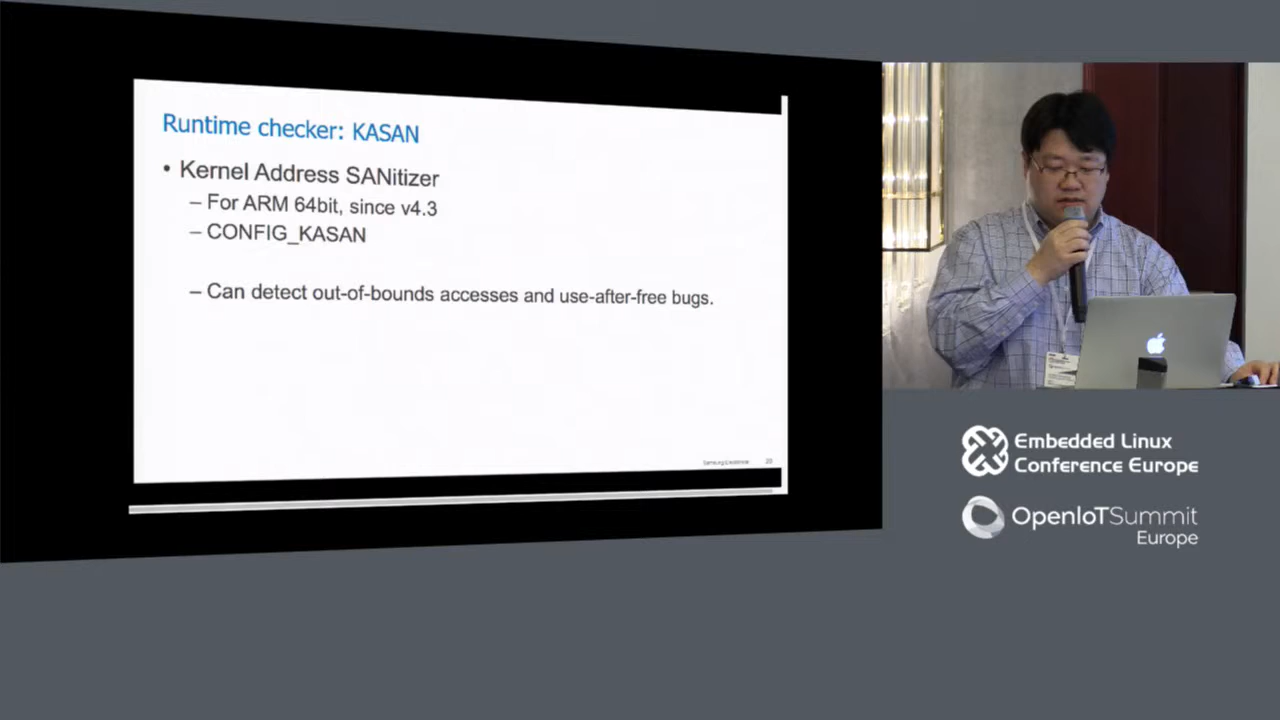 Runtime checker: KASAN
• Kernel Address SANitizer
– For ARM 64bit, since v4.3
– CONFIG_KASAN
– Can detect out-of-bounds accesses and use-after-free bugs.
Embedded Linux
Conference Europe
OpenIoTSummit
Europe